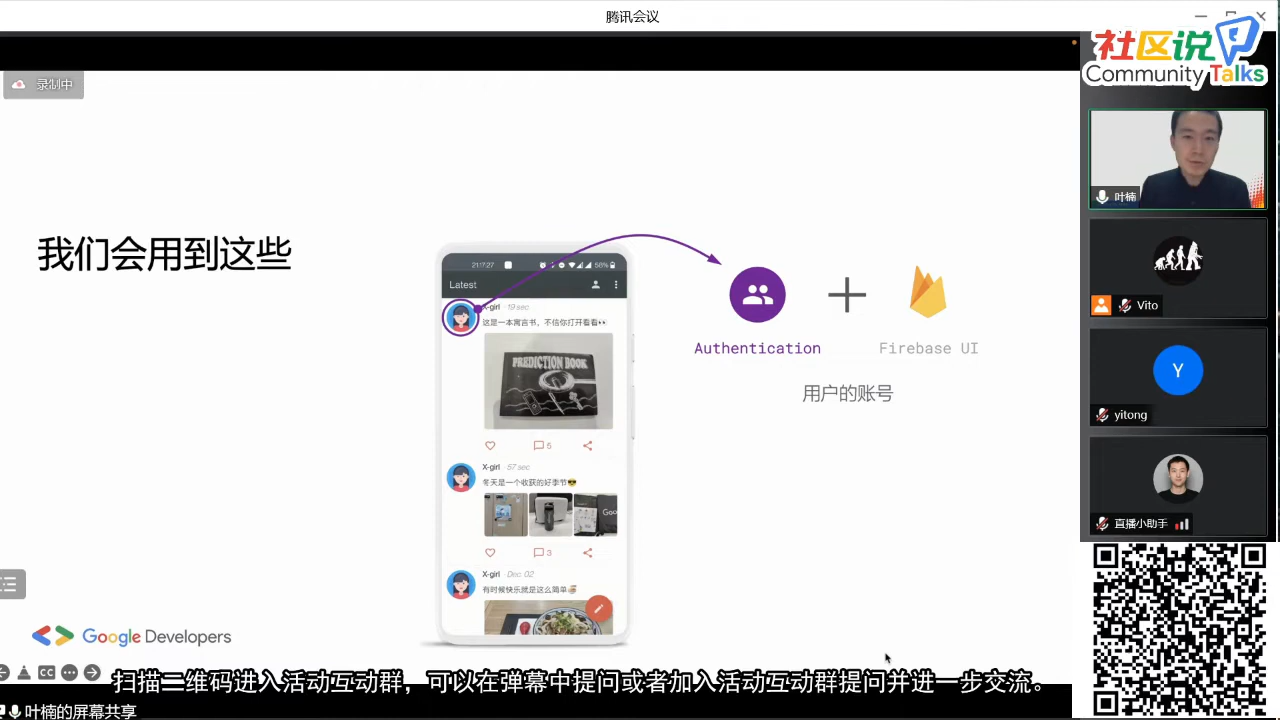 腾讯会议
社区说
Community Talks
录制中
叶楠
我们会用到这些
21:17:27
58%
Latest
X-girl 19 sec
这是一本寓言书，不信你打开看看👀
PREDICTION BOOK
5
X-girl 57 sec
冬天是一个收获的好季节😎
Goo
3
X-girl Dec 02
有时候快乐就是这么简单🍜
Authentication
Firebase UI
用户的账号
Vito
Y
yitong
直播小助手
Google Developers
CC
扫描二维码进入活动互动群，可以在弹幕中提问或者加入活动互动群提问并进一步交流。
叶楠的屏幕共享